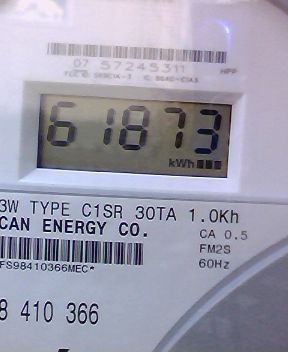 07 57245311 HPP
61873
kWh
3W TYPE C1SR 30TA 1.0Kh
CAN ENERGY CO. CA 0.5
FM2S
FS98410366MEC* 60Hz
8 410 366